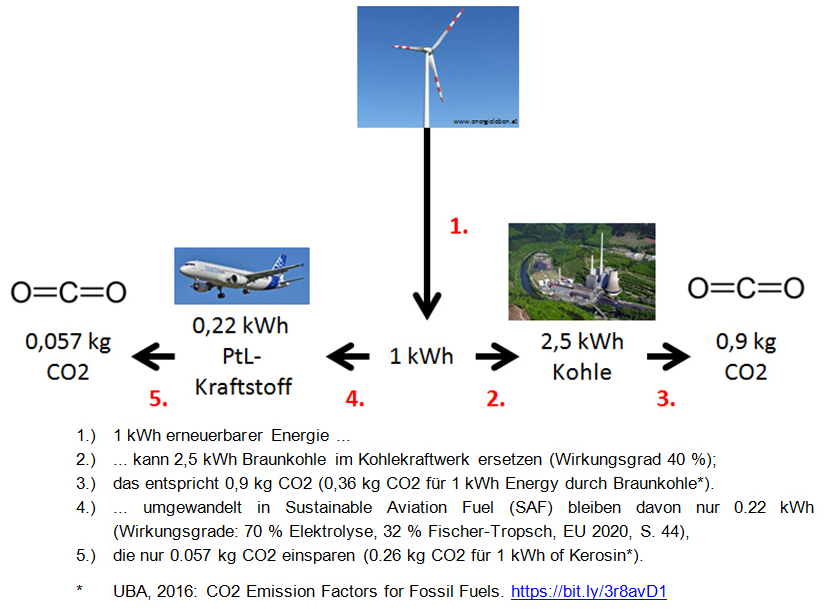 www.energieleben.at
1.
O=C=O
O=C=O
0,22 kWh
PtL-
Kraftstoff
0,057 kg
CO2
1 kWh
2,5 kWh
Kohle
0,9 kg
CO2
5.
4.
2.
3.
1.) 1 kWh erneuerbarer Energie ...
2.) ... kann 2,5 kWh Braunkohle im Kohlekraftwerk ersetzen (Wirkungsgrad 40 %);
3.) das entspricht 0,9 kg CO2 (0,36 kg CO2 für 1 kWh Energy durch Braunkohle*).
4.) ... umgewandelt in Sustainable Aviation Fuel (SAF) bleiben davon nur 0.22 kWh
(Wirkungsgrade: 70 % Elektrolyse, 32 % Fischer-Tropsch, EU 2020, S. 44),
5.) die nur 0.057 kg CO2 einsparen (0.26 kg CO2 für 1 kWh of Kerosin*).
* UBA, 2016: CO2 Emission Factors for Fossil Fuels. https://bit.ly/3r8avD1